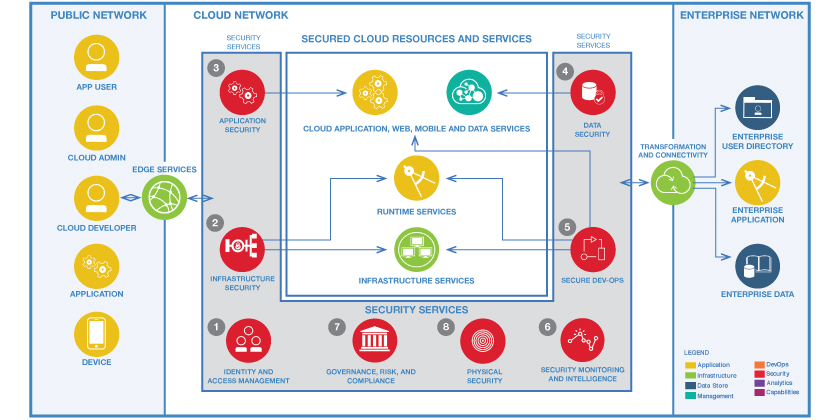 PUBLIC NETWORK
CLOUD NETWORK
ENTERPRISE NETWORK
APP USER
CLOUD ADMIN
EDGE SERVICES
CLOUD DEVELOPER
APPLICATION
DEVICE
SECURITY
SERVICES
SECURED CLOUD RESOURCES AND SERVICES
SECURITY
SERVICES
3
APPLICATION
SECURITY
CLOUD APPLICATION, WEB, MOBILE AND DATA SERVICES
4
DATA
SECURITY
RUNTIME SERVICES
2
INFRASTRUCTURE
SECURITY
INFRASTRUCTURE SERVICES
5
SECURE DEV-OPS
SECURITY SERVICES
1
IDENTITY AND
ACCESS MANAGEMENT
7
GOVERNANCE, RISK, AND
COMPLIANCE
8
PHYSICAL
SECURITY
6
SECURITY MONITORING
AND INTELLIGENCE
TRANSFORMATION
AND CONNECTIVITY
ENTERPRISE
USER DIRECTORY
ENTERPRISE
APPLICATION
ENTERPRISE DATA
LEGEND
Application
Infrastructure
Data Store
Management
DevOps
Security
Analytics
Capabilities